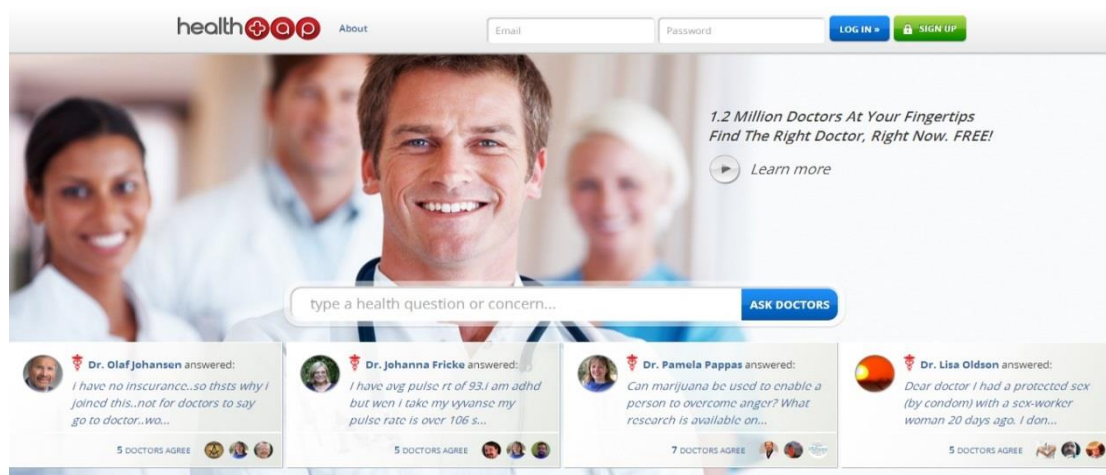 health tap
About
Email
Password
LOG IN »
SIGN UP
1.2 Million Doctors At Your Fingertips
Find The Right Doctor, Right Now. FREE!
Learn more
type a health question or concern...
ASK DOCTORS
Dr. Olaf Johansen answered:
i have no inscurance..so thsts why i
joined this..not for doctors to say
go to doctor..wo...
5 DOCTORS AGREE
Dr. Johanna Fricke answered:
I have avg pulse rt of 93.i am adhd
but wen i take my vyvanse my
pulse rate is over 106 s...
5 DOCTORS AGREE
Dr. Pamela Pappas answered:
Can marijuana be used to enable a
person to overcome anger? What
research is available on...
7 DOCTORS AGREE
Dr. Lisa Oldson answered:
Dear doctor I had a protected sex
(by condom) with a sex-worker
woman 20 days ago. I don...
5 DOCTORS AGREE